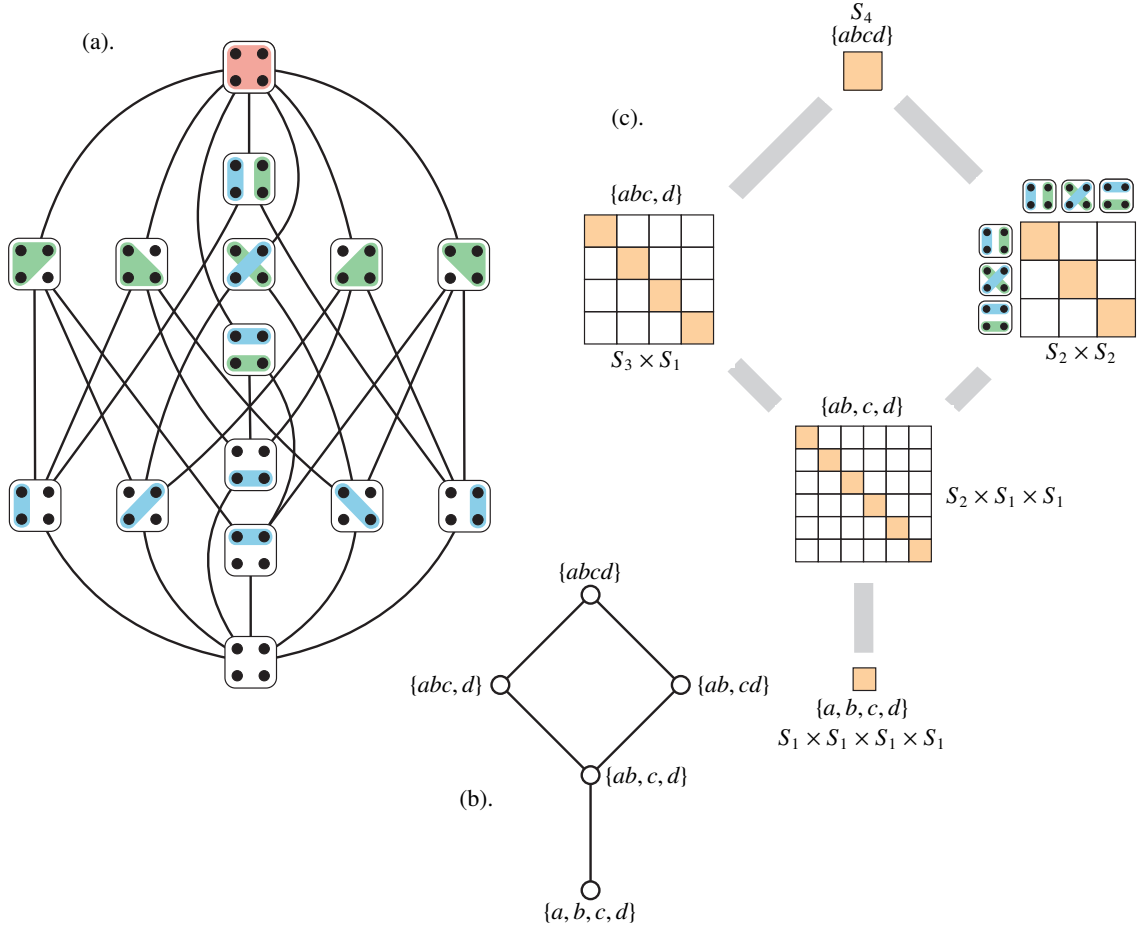 (a).
S₄
{abcd}
(c).
{abc, d}
S₃ × S₁
S₂ × S₂
{ab, c, d}
S₂ × S₁ × S₁
{abcd}
{abc, d}
{ab, cd}
{a, b, c, d}
S₁ × S₁ × S₁ × S₁
{ab, c, d}
(b).
{a, b, c, d}